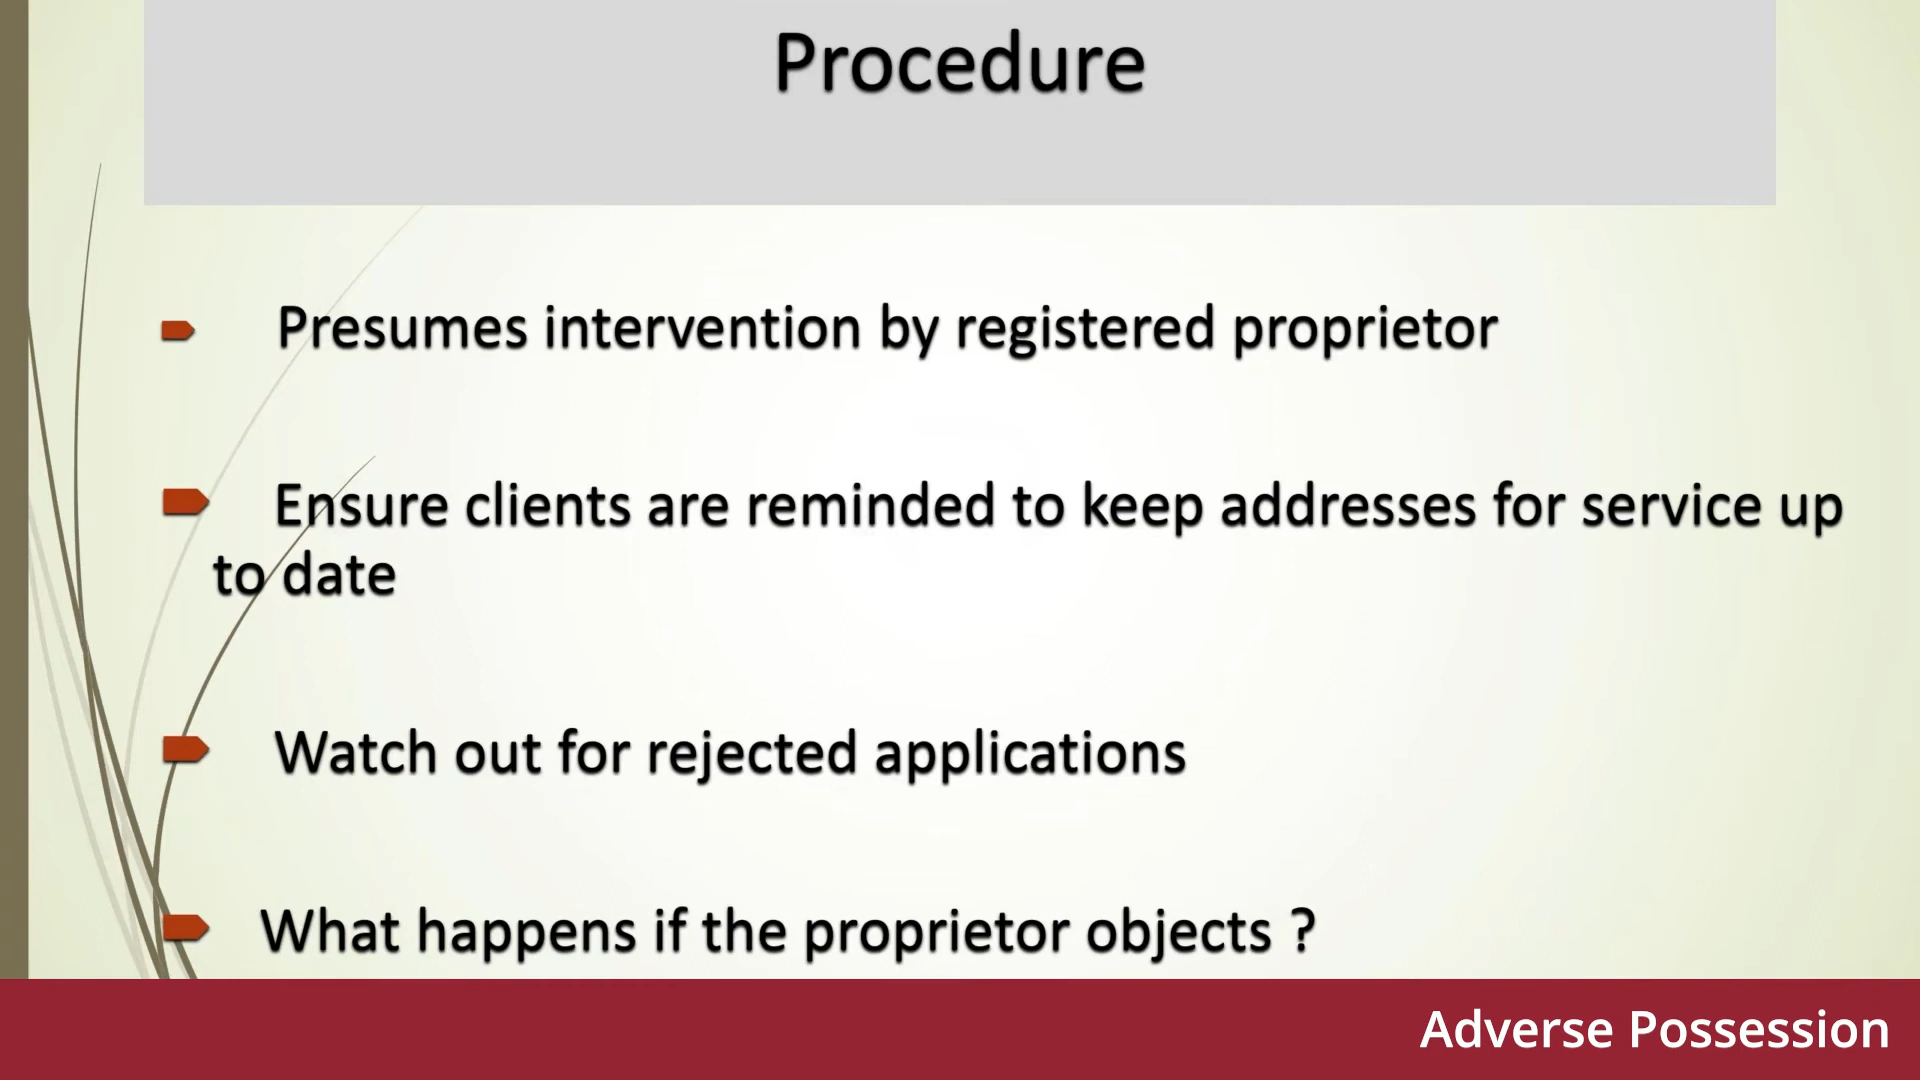 Procedure
Presumes intervention by registered proprietor
Ensure clients are reminded to keep addresses for service up
to date
Watch out for rejected applications
What happens if the proprietor objects ?
Adverse Possession